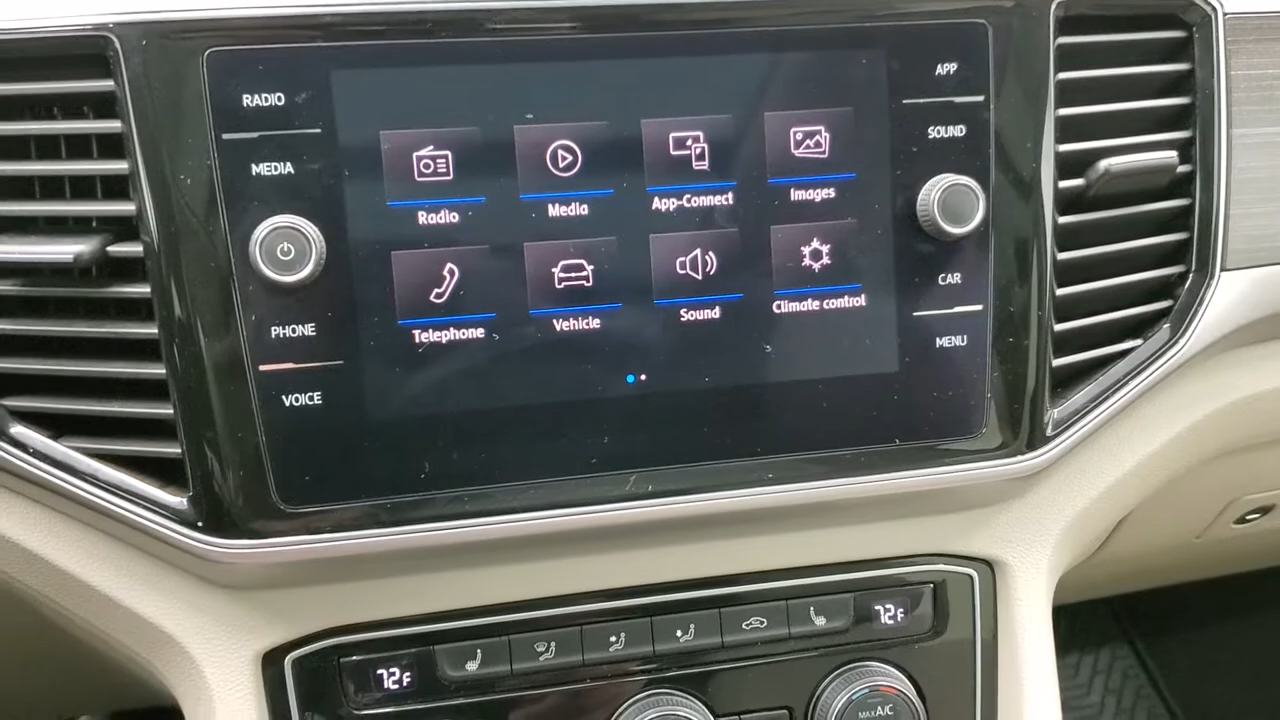 RADIO
MEDIA
PHONE
VOICE
Radio
Media
App-Connect
Images
Telephone
Vehicle
Sound
Climate control
APP
SOUND
CAR
MENU
72F
72F
MAX A/C